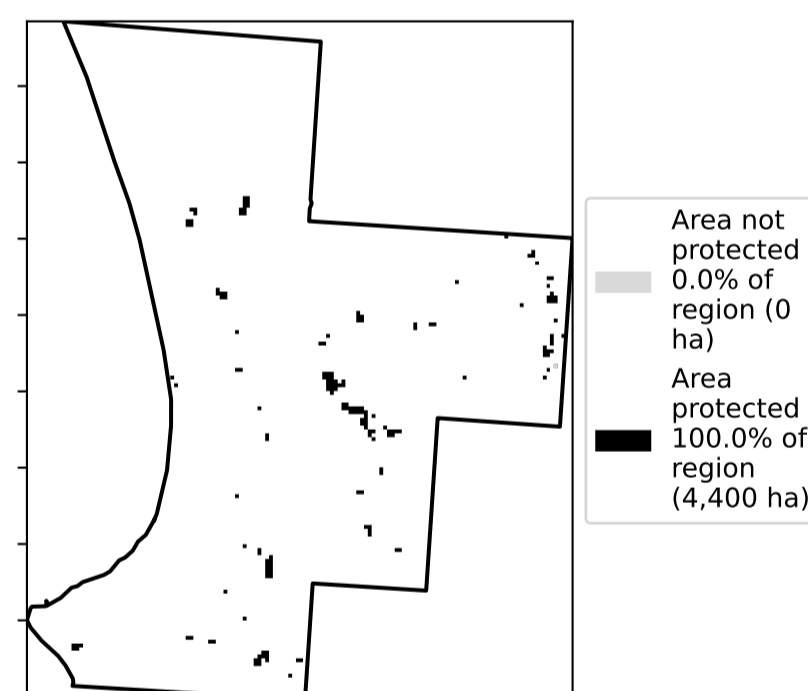 Area not
protected
0.0% of
region (0
ha)
Area
protected
100.0% of
region
(4,400 ha)